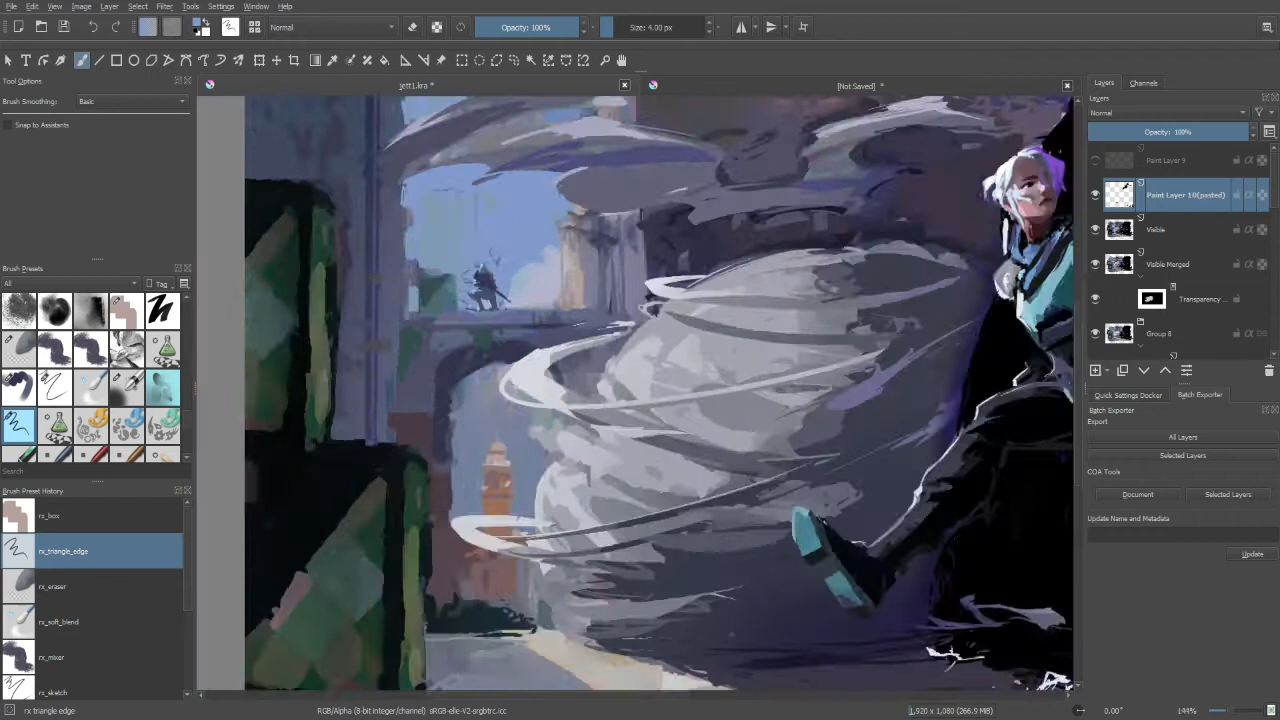 File Edit View Image Layer Select Filter Tools Settings Window Help
Normal
Opacity: 100%
Size: 4.00 px
Tool Options
Brush Smoothing: Basic
Snap to Assistants
Brush Presets
All
Tag
Search
Brush Preset History
rx_box
rx_triangle_edge
rx_eraser
rx_soft_blend
rx_mixer
rx_sketch
jett1.kra *
[Not Saved] *
Layers Channels
Layers
Normal
Opacity: 100%
Paint Layer 9
Paint Layer 10(pasted)
Visible
Visible Merged
Transparency ...
Group 8
Quick Settings Docker Batch Exporter
Batch Exporter
Export
All Layers
Selected Layers
COA Tools
Document Selected Layers
Update Name and Metadata
Update
rx triangle edge
RGB/Alpha (8-bit integer/channel) sRGB-elle-V2-srgbtrc.icc
1,920 x 1,080 (266.9 MiB)
0.00°
144%